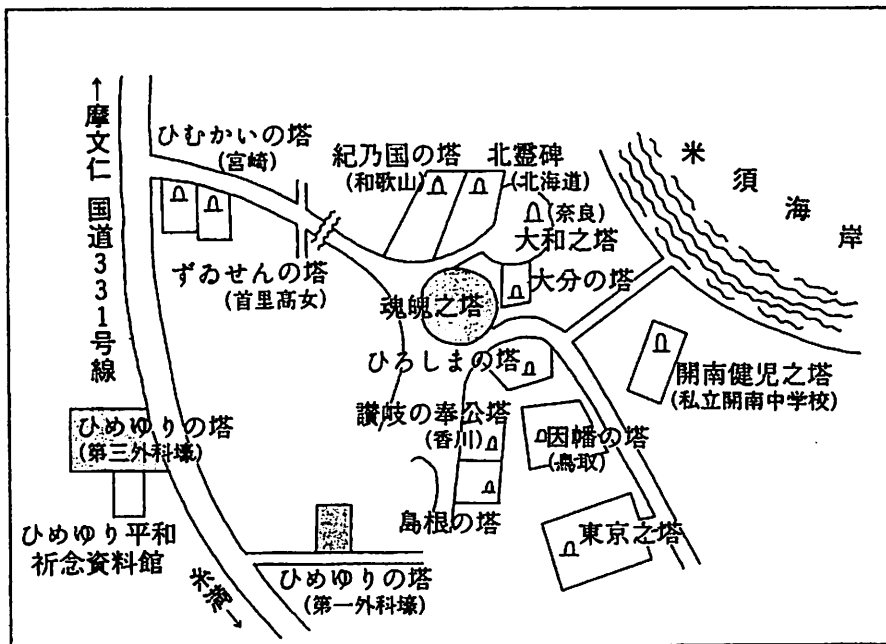 ↑摩文仁 国道331号線
ひむかいの塔
(宮崎)
紀乃国の塔
(和歌山)
北霊碑
(北海道)
米須海岸
(奈良)
大和之塔
ずゐせんの塔
(首里高女)
大分の塔
魂魄之塔
ひろしまの塔
開南健児之塔
(私立開南中学校)
讃岐の奉公塔
(香川)
ひめゆりの塔
(第三外科壕)
因幡の塔
(鳥取)
島根の塔
東京之塔
ひめゆり平和
祈念資料館
ひめゆりの塔
(第一外科壕)